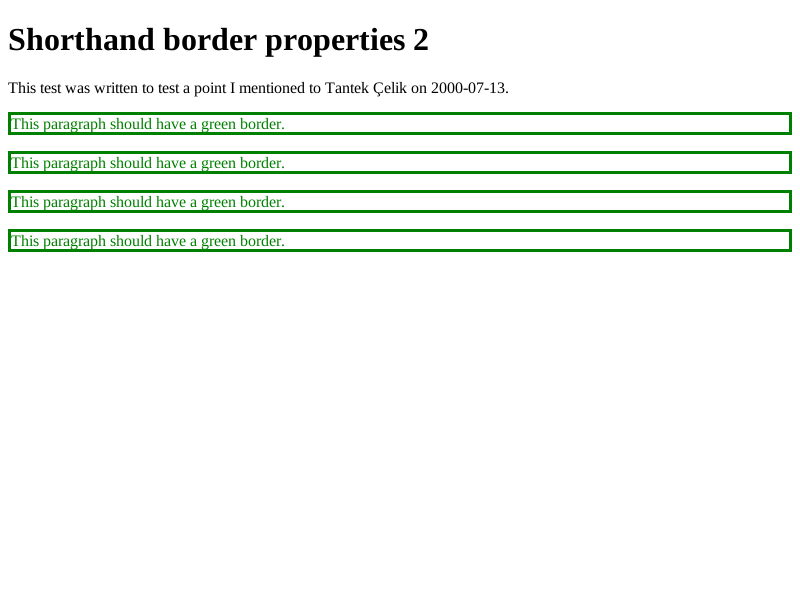 Shorthand border properties 2
This test was written to test a point I mentioned to Tantek Çelik on 2000-07-13.
This paragraph should have a green border.
This paragraph should have a green border.
This paragraph should have a green border.
This paragraph should have a green border.